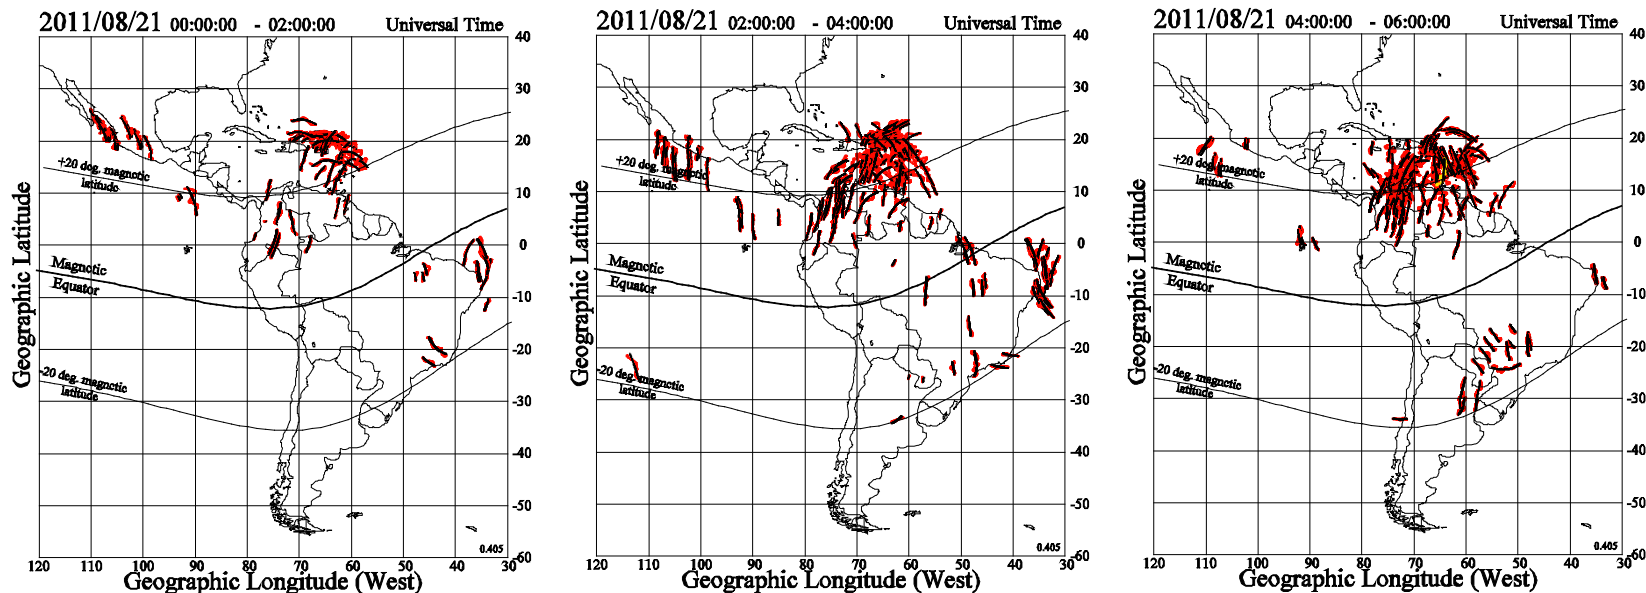 2011/08/21 00:00:00 - 02:00:00 Universal Time
40
30
20
10
0
-10
-20
-30
-40
-50
-60
+20 deg. magnetic
latitude
Magnetic
Equator
-20 deg. magnetic
latitude
0.405
120 110 100 90 80 70 60 50 40 30
Geographic Longitude (West)
Geographic Latitude
2011/08/21 02:00:00 - 04:00:00 Universal Time
40
30
20
10
0
-10
-20
-30
-40
-50
-60
+20 deg. magnetic
latitude
Magnetic
Equator
-20 deg. magnetic
latitude
0.405
120 110 100 90 80 70 60 50 40 30
Geographic Longitude (West)
Geographic Latitude
2011/08/21 04:00:00 - 06:00:00 Universal Time
40
30
20
10
0
-10
-20
-30
-40
-50
-60
+20 deg. magnetic
latitude
Magnetic
Equator
-20 deg. magnetic
latitude
0.405
120 110 100 90 80 70 60 50 40 30
Geographic Longitude (West)
Geographic Latitude